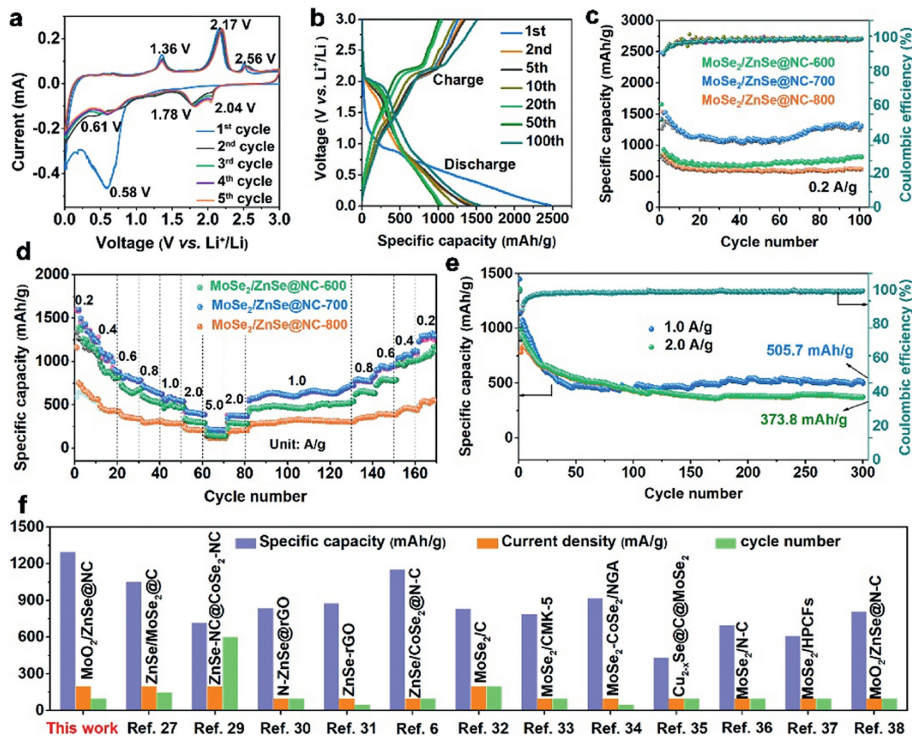 a
2.17 V
1.36 V
2.56 V
0.61 V
1.78 V
2.04 V
0.58 V
1st cycle
2nd cycle
3rd cycle
4th cycle
5th cycle
Current (mA)
0.2
0.0
-0.2
-0.4
0.0 0.5 1.0 1.5 2.0 2.5 3.0
Voltage (V vs. Li⁺/Li)
b
Voltage (V vs. Li⁺/Li)
3.0
2.5
2.0
1.5
1.0
0.5
0.0
1st
2nd
5th
10th
20th
50th
100th
Charge
Discharge
0 500 1000 1500 2000 2500
Specific capacity (mAh/g)
c
Specific capacity (mAh/g)
3000
2500
2000
1500
1000
500
0
MoSe₂/ZnSe@NC-600
MoSe₂/ZnSe@NC-700
MoSe₂/ZnSe@NC-800
0.2 A/g
100
80
60
40
20
0
Coulombic efficiency (%)
0 20 40 60 80 100
Cycle number
d
Specific capacity (mAh/g)
2000
1500
1000
500
0
MoSe₂/ZnSe@NC-600
MoSe₂/ZnSe@NC-700
MoSe₂/ZnSe@NC-800
0.2
0.4
0.6
0.8
1.0
2.0
5.0
2.0
1.0
0.8
0.6
0.4
0.2
Unit: A/g
0 20 40 60 80 100 120 140 160
Cycle number
e
Specific capacity (mAh/g)
1500
1000
500
0
1.0 A/g
2.0 A/g
505.7 mAh/g
373.8 mAh/g
100
80
60
40
20
0
Coulombic efficiency (%)
0 50 100 150 200 250 300
Cycle number
f
1500
1200
900
600
300
0
Specific capacity (mAh/g)
Current density (mA/g)
cycle number
MoO₂/ZnSe@NC
ZnSe/MoSe₂@C
ZnSe-NC@CoSe₂-NC
N-ZnSe@rGO
ZnSe-rGO
ZnSe/CoSe₂@N-C
MoSe₂/C
MoSe₂/CMK-5
MoSe₂-CoSe₂/NGA
Cu₂₋ₓSe@C@MoSe₂
MoSe₂/N-C
MoSe₂/HPCFs
MoO₂/ZnSe@N-C
This work Ref. 27 Ref. 29 Ref. 30 Ref. 31 Ref. 6 Ref. 32 Ref. 33 Ref. 34 Ref. 35 Ref. 36 Ref. 37 Ref. 38